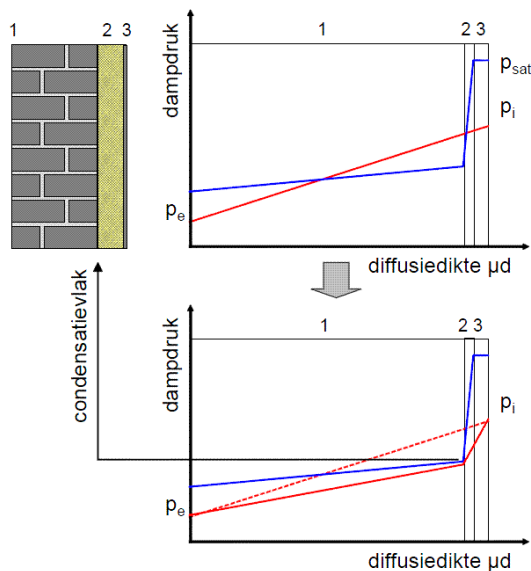 1 2 3
dampdruk
1 2 3
p_sat
p_i
p_e
diffusiedikte µd
condensatievlak
dampdruk
1 2 3
p_i
p_e
diffusiedikte µd